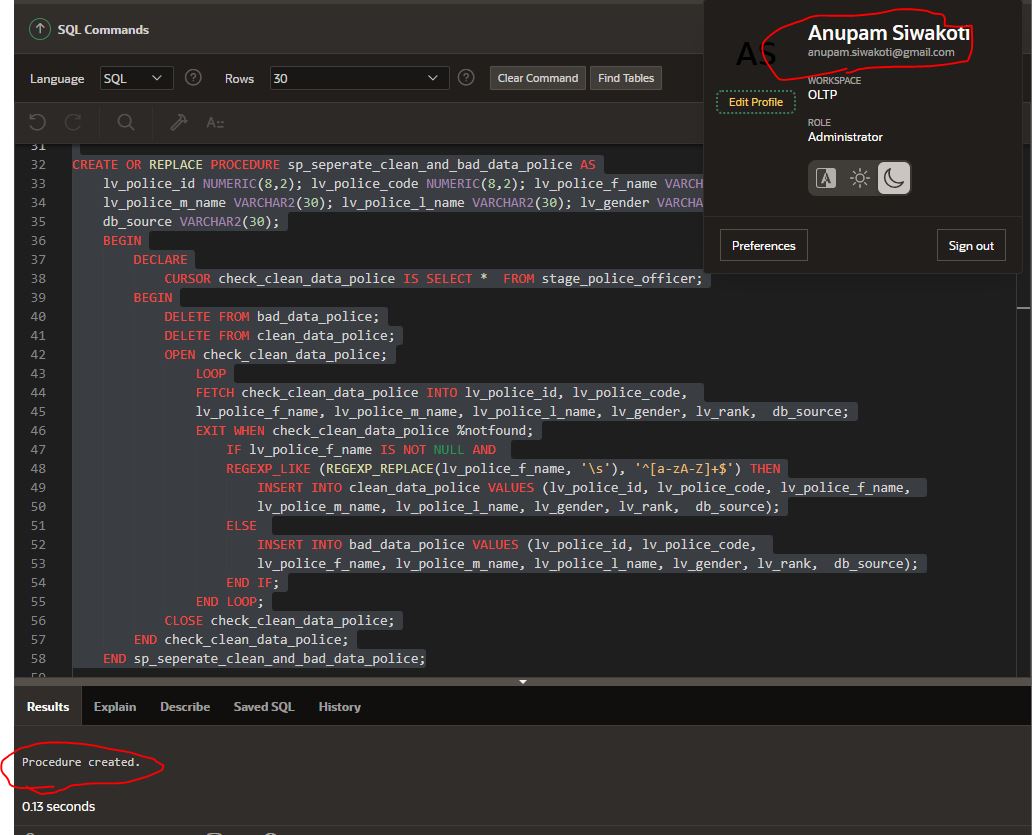 SQL Commands
Anupam Siwakoti
anupam.siwakoti@gmail.com
AS
Edit Profile
WORKSPACE
OLTP
ROLE
Administrator
Preferences
Sign out
Language
SQL
Rows
30
Clear Command
Find Tables
31
32 CREATE OR REPLACE PROCEDURE sp_seperate_clean_and_bad_data_police AS
33 lv_police_id NUMERIC(8,2); lv_police_code NUMERIC(8,2); lv_police_f_name VARCH
34 lv_police_m_name VARCHAR2(30); lv_police_l_name VARCHAR2(30); lv_gender VARCHA
35 db_source VARCHAR2(30);
36 BEGIN
37 DECLARE
38 CURSOR check_clean_data_police IS SELECT * FROM stage_police_officer;
39 BEGIN
40 DELETE FROM bad_data_police;
41 DELETE FROM clean_data_police;
42 OPEN check_clean_data_police;
43 LOOP
44 FETCH check_clean_data_police INTO lv_police_id, lv_police_code,
45 lv_police_f_name, lv_police_m_name, lv_police_l_name, lv_gender, lv_rank, db_source;
46 EXIT WHEN check_clean_data_police %notfound;
47 IF lv_police_f_name IS NOT NULL AND
48 REGEXP_LIKE (REGEXP_REPLACE(lv_police_f_name, '\s'), '^[a-zA-Z]+$') THEN
49 INSERT INTO clean_data_police VALUES (lv_police_id, lv_police_code, lv_police_f_name,
50 lv_police_m_name, lv_police_l_name, lv_gender, lv_rank, db_source);
51 ELSE
52 INSERT INTO bad_data_police VALUES (lv_police_id, lv_police_code,
53 lv_police_f_name, lv_police_m_name, lv_police_l_name, lv_gender, lv_rank, db_source);
54 END IF;
55 END LOOP;
56 CLOSE check_clean_data_police;
57 END check_clean_data_police;
58 END sp_seperate_clean_and_bad_data_police;
59
Results
Explain
Describe
Saved SQL
History
Procedure created.
0.13 seconds